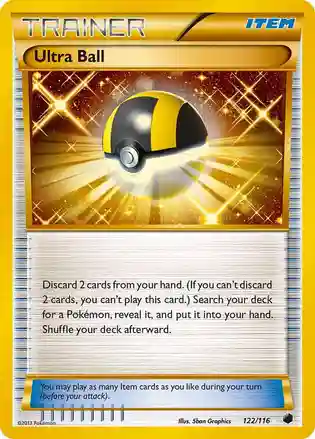 TRAINER
ITEM
Ultra Ball
Discard 2 cards from your hand. (If you can't discard
2 cards, you can't play this card.) Search your deck
for a Pokémon, reveal it, and put it into your hand.
Shuffle your deck afterward.
You may play as many Item cards as you like during your turn
(before your attack).
©2013 Pokémon
Illus. 5ban Graphics
122/116